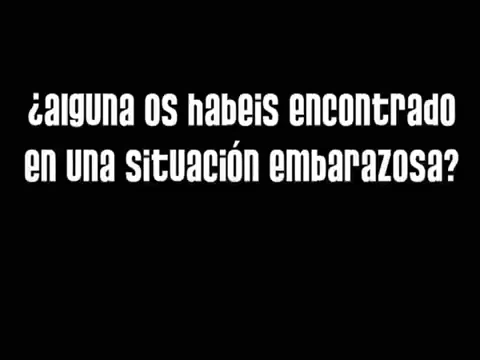 ¿alguna os habeis encontrado
en una situación embarazosa?